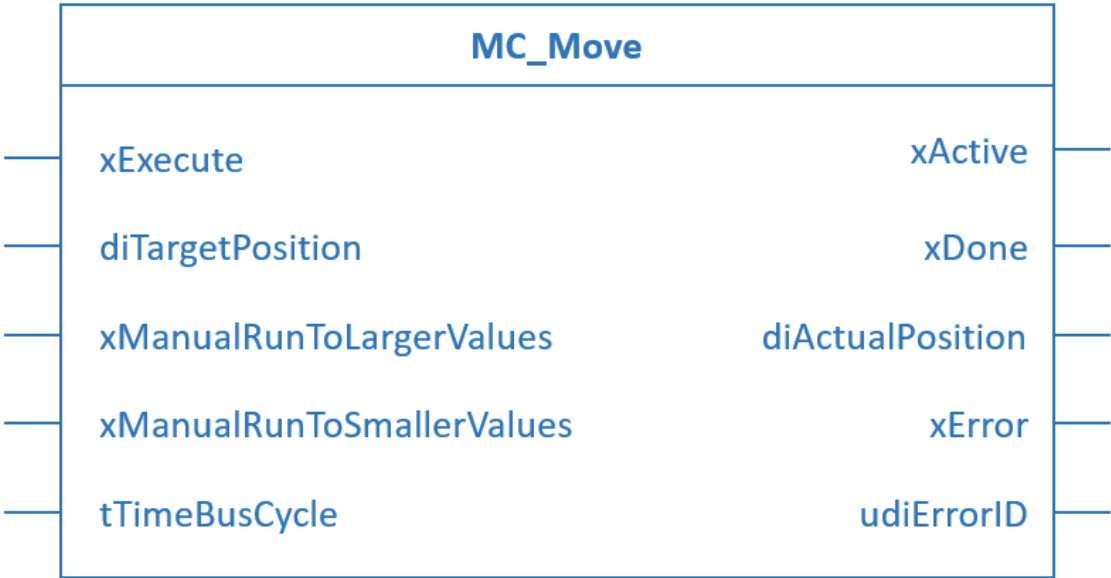 MC_Move
xExecute
xActive
diTargetPosition
xDone
xManualRunToLargerValues
diActualPosition
xManualRunToSmallerValues
xError
tTimeBusCycle
udiErrorID